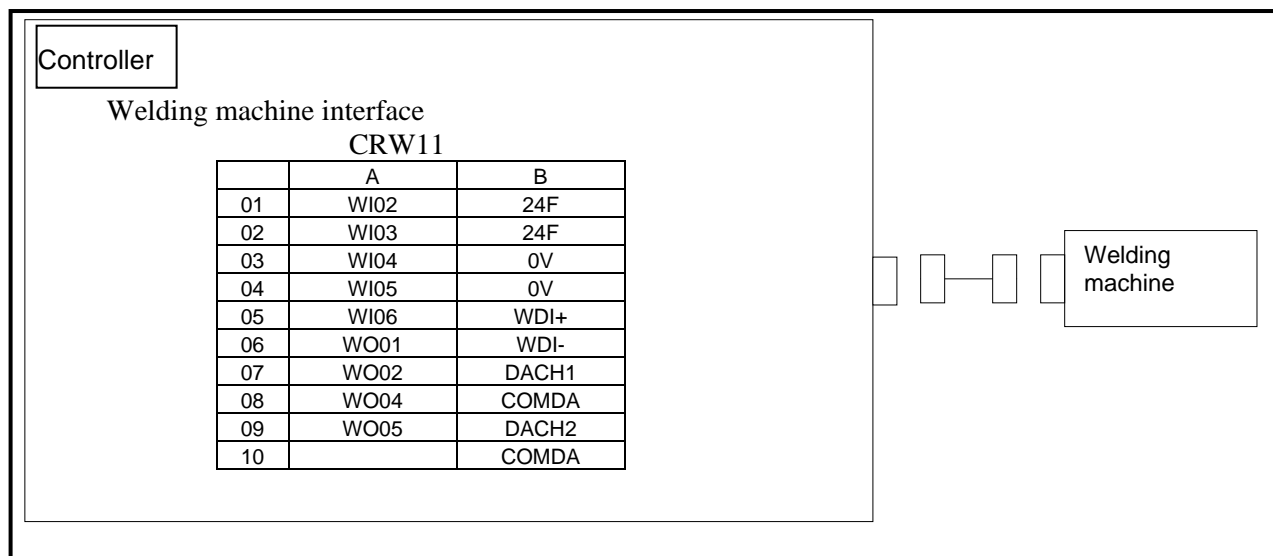 Controller
Welding machine interface
CRW11
A B
01 WI02 24F
02 WI03 24F
03 WI04 0V
04 WI05 0V
05 WI06 WDI+
06 WO01 WDI-
07 WO02 DACH1
08 WO04 COMDA
09 WO05 DACH2
10 COMDA
Welding
machine